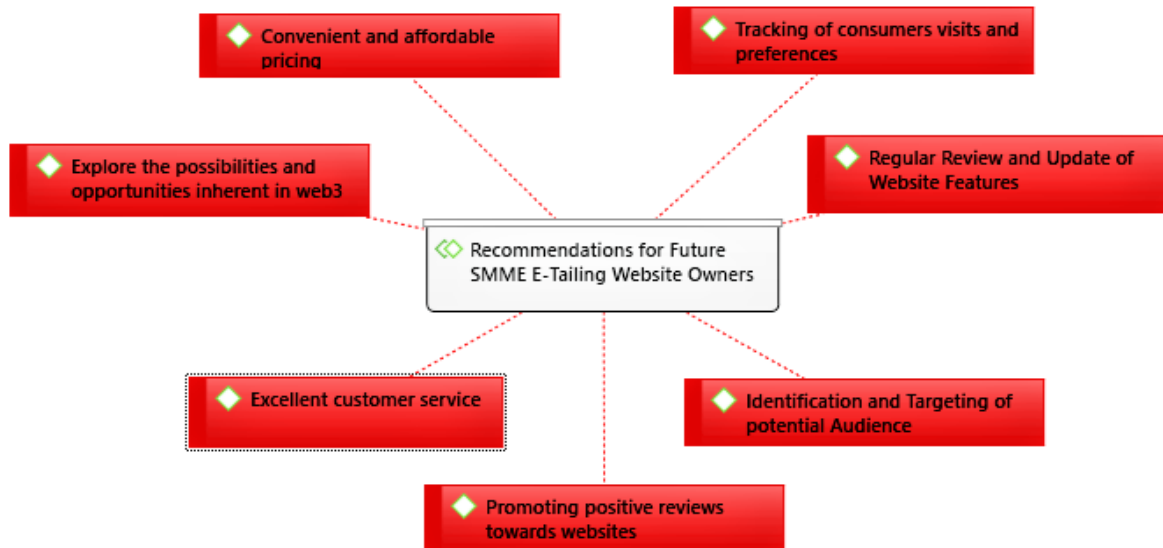 Convenient and affordable
pricing
Tracking of consumers visits and
preferences
Explore the possibilities and
opportunities inherent in web3
Regular Review and Update of
Website Features
Recommendations for Future
SMME E-Tailing Website Owners
Excellent customer service
Identification and Targeting of
potential Audience
Promoting positive reviews
towards websites